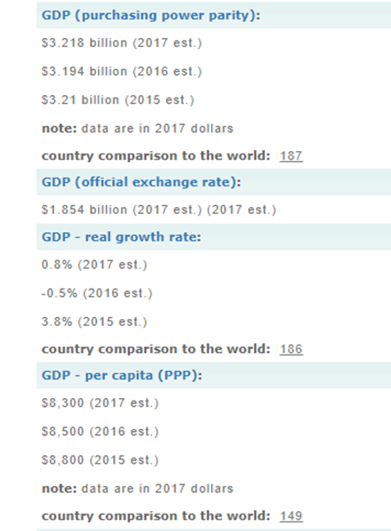 GDP (purchasing power parity):
$3.218 billion (2017 est.)
$3.194 billion (2016 est.)
$3.21 billion (2015 est.)
note: data are in 2017 dollars
country comparison to the world: 187
GDP (official exchange rate):
$1.854 billion (2017 est.) (2017 est.)
GDP - real growth rate:
0.8% (2017 est.)
-0.5% (2016 est.)
3.8% (2015 est.)
country comparison to the world: 186
GDP - per capita (PPP):
$8,300 (2017 est.)
$8,500 (2016 est.)
$8,800 (2015 est.)
note: data are in 2017 dollars
country comparison to the world: 149